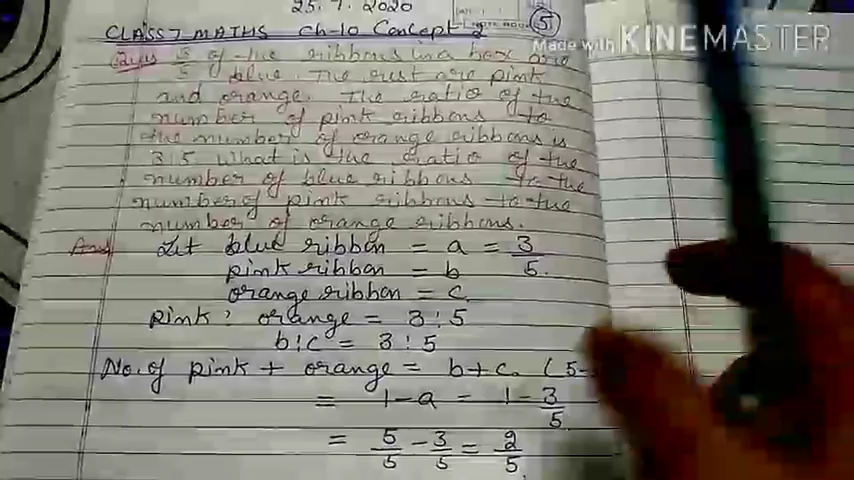 25.7.2020
CLASS 7 MATHS Ch-10 Concept 2 (5)
Made with KINEMASTER
Ques 3/5 of the ribbons in a box are
blue. The rest are pink
and orange. The ratio of the
number of pink ribbons to
the number of orange ribbons is
3:5. What is the ratio of the
number of blue ribbons to the
number of pink ribbons to the
number of orange ribbons.
Ans Let blue ribbon = a = 3/5.
pink ribbon = b
orange ribbon = c.
pink : orange = 3:5
b:c = 3:5
No. of pink + orange = b+c. (5-
= 1-a = 1-3/5.
= 5/5 - 3/5 = 2/5.